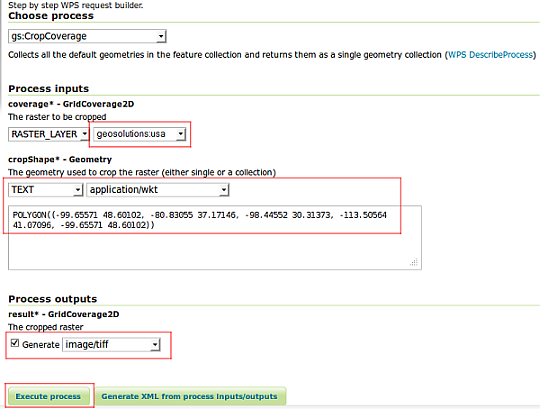 Step by step WPS request builder.
Choose process
gs:CropCoverage
Collects all the default geometries in the feature collection and returns them as a single geometry collection (WPS DescribeProcess)
Process inputs
coverage* - GridCoverage2D
The raster to be cropped
RASTER_LAYER geosolutions:usa
cropShape* - Geometry
The geometry used to crop the raster (either single or a collection)
TEXT application/wkt
POLYGON((-99.65571 48.60102, -80.83055 37.17146, -98.44552 30.31373, -113.50564
41.07096, -99.65571 48.60102))
Process outputs
result* - GridCoverage2D
The cropped raster
Generate image/tiff
Execute process Generate XML from process inputs/outputs